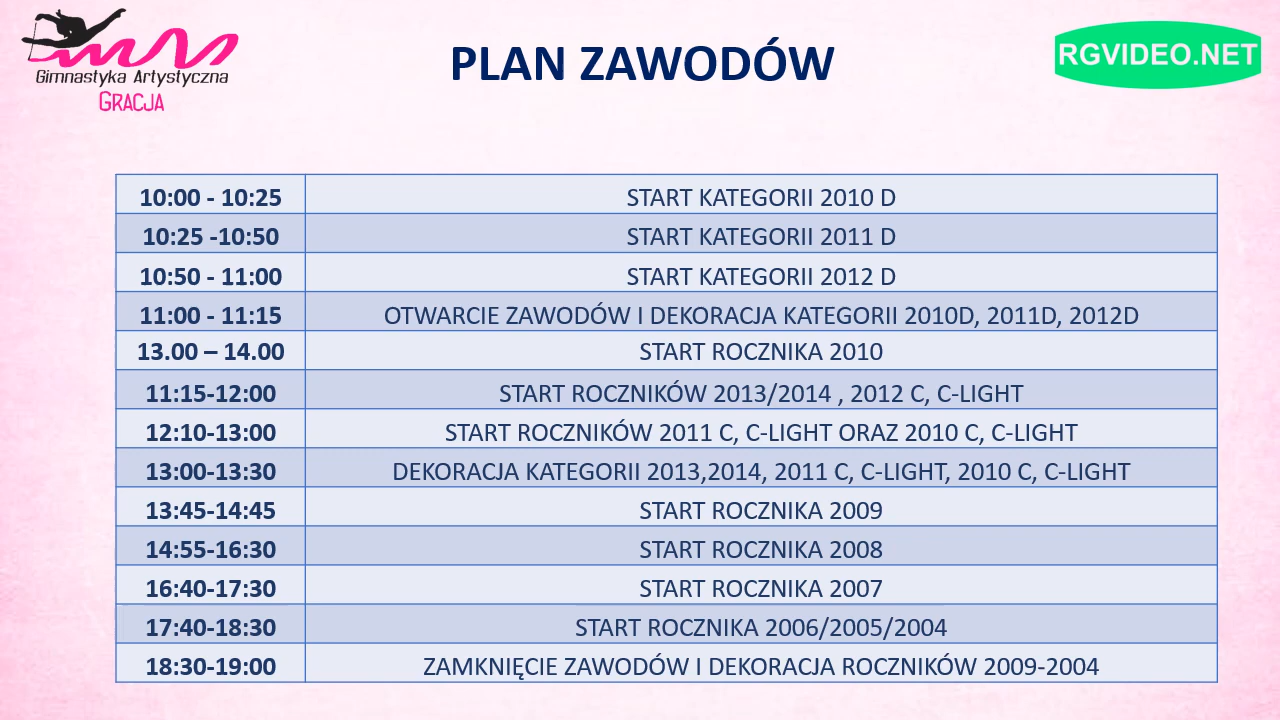 Gimnastyka Artystyczna
GRACJA
PLAN ZAWODÓW
RGVIDEO.NET
10:00 - 10:25 START KATEGORII 2010 D
10:25 -10:50 START KATEGORII 2011 D
10:50 - 11:00 START KATEGORII 2012 D
11:00 - 11:15 OTWARCIE ZAWODÓW I DEKORACJA KATEGORII 2010D, 2011D, 2012D
13.00 – 14.00 START ROCZNIKA 2010
11:15-12:00 START ROCZNIKÓW 2013/2014 , 2012 C, C-LIGHT
12:10-13:00 START ROCZNIKÓW 2011 C, C-LIGHT ORAZ 2010 C, C-LIGHT
13:00-13:30 DEKORACJA KATEGORII 2013,2014, 2011 C, C-LIGHT, 2010 C, C-LIGHT
13:45-14:45 START ROCZNIKA 2009
14:55-16:30 START ROCZNIKA 2008
16:40-17:30 START ROCZNIKA 2007
17:40-18:30 START ROCZNIKA 2006/2005/2004
18:30-19:00 ZAMKNIĘCIE ZAWODÓW I DEKORACJA ROCZNIKÓW 2009-2004